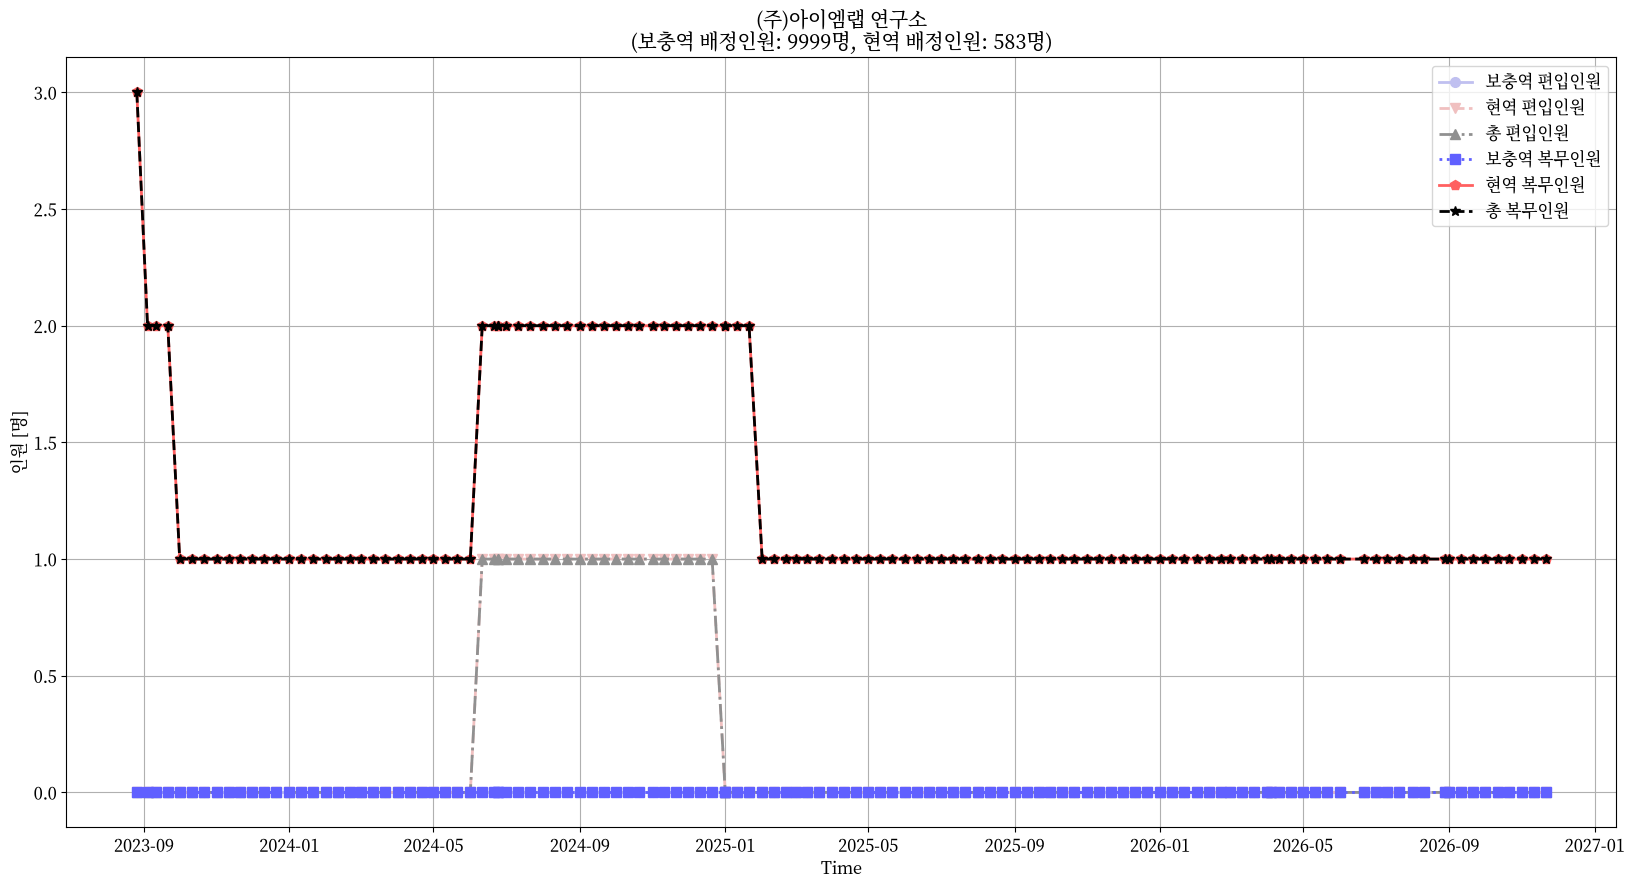 (주)아이엠랩 연구소
(보충역 배정인원: 9999명, 현역 배정인원: 583명)
보충역 편입인원
현역 편입인원
총 편입인원
보충역 복무인원
현역 복무인원
총 복무인원
인원 [명]
3.0
2.5
2.0
1.5
1.0
0.5
0.0
2023-09
2024-01
2024-05
2024-09
2025-01
2025-05
2025-09
2026-01
2026-05
2026-09
2027-01
Time